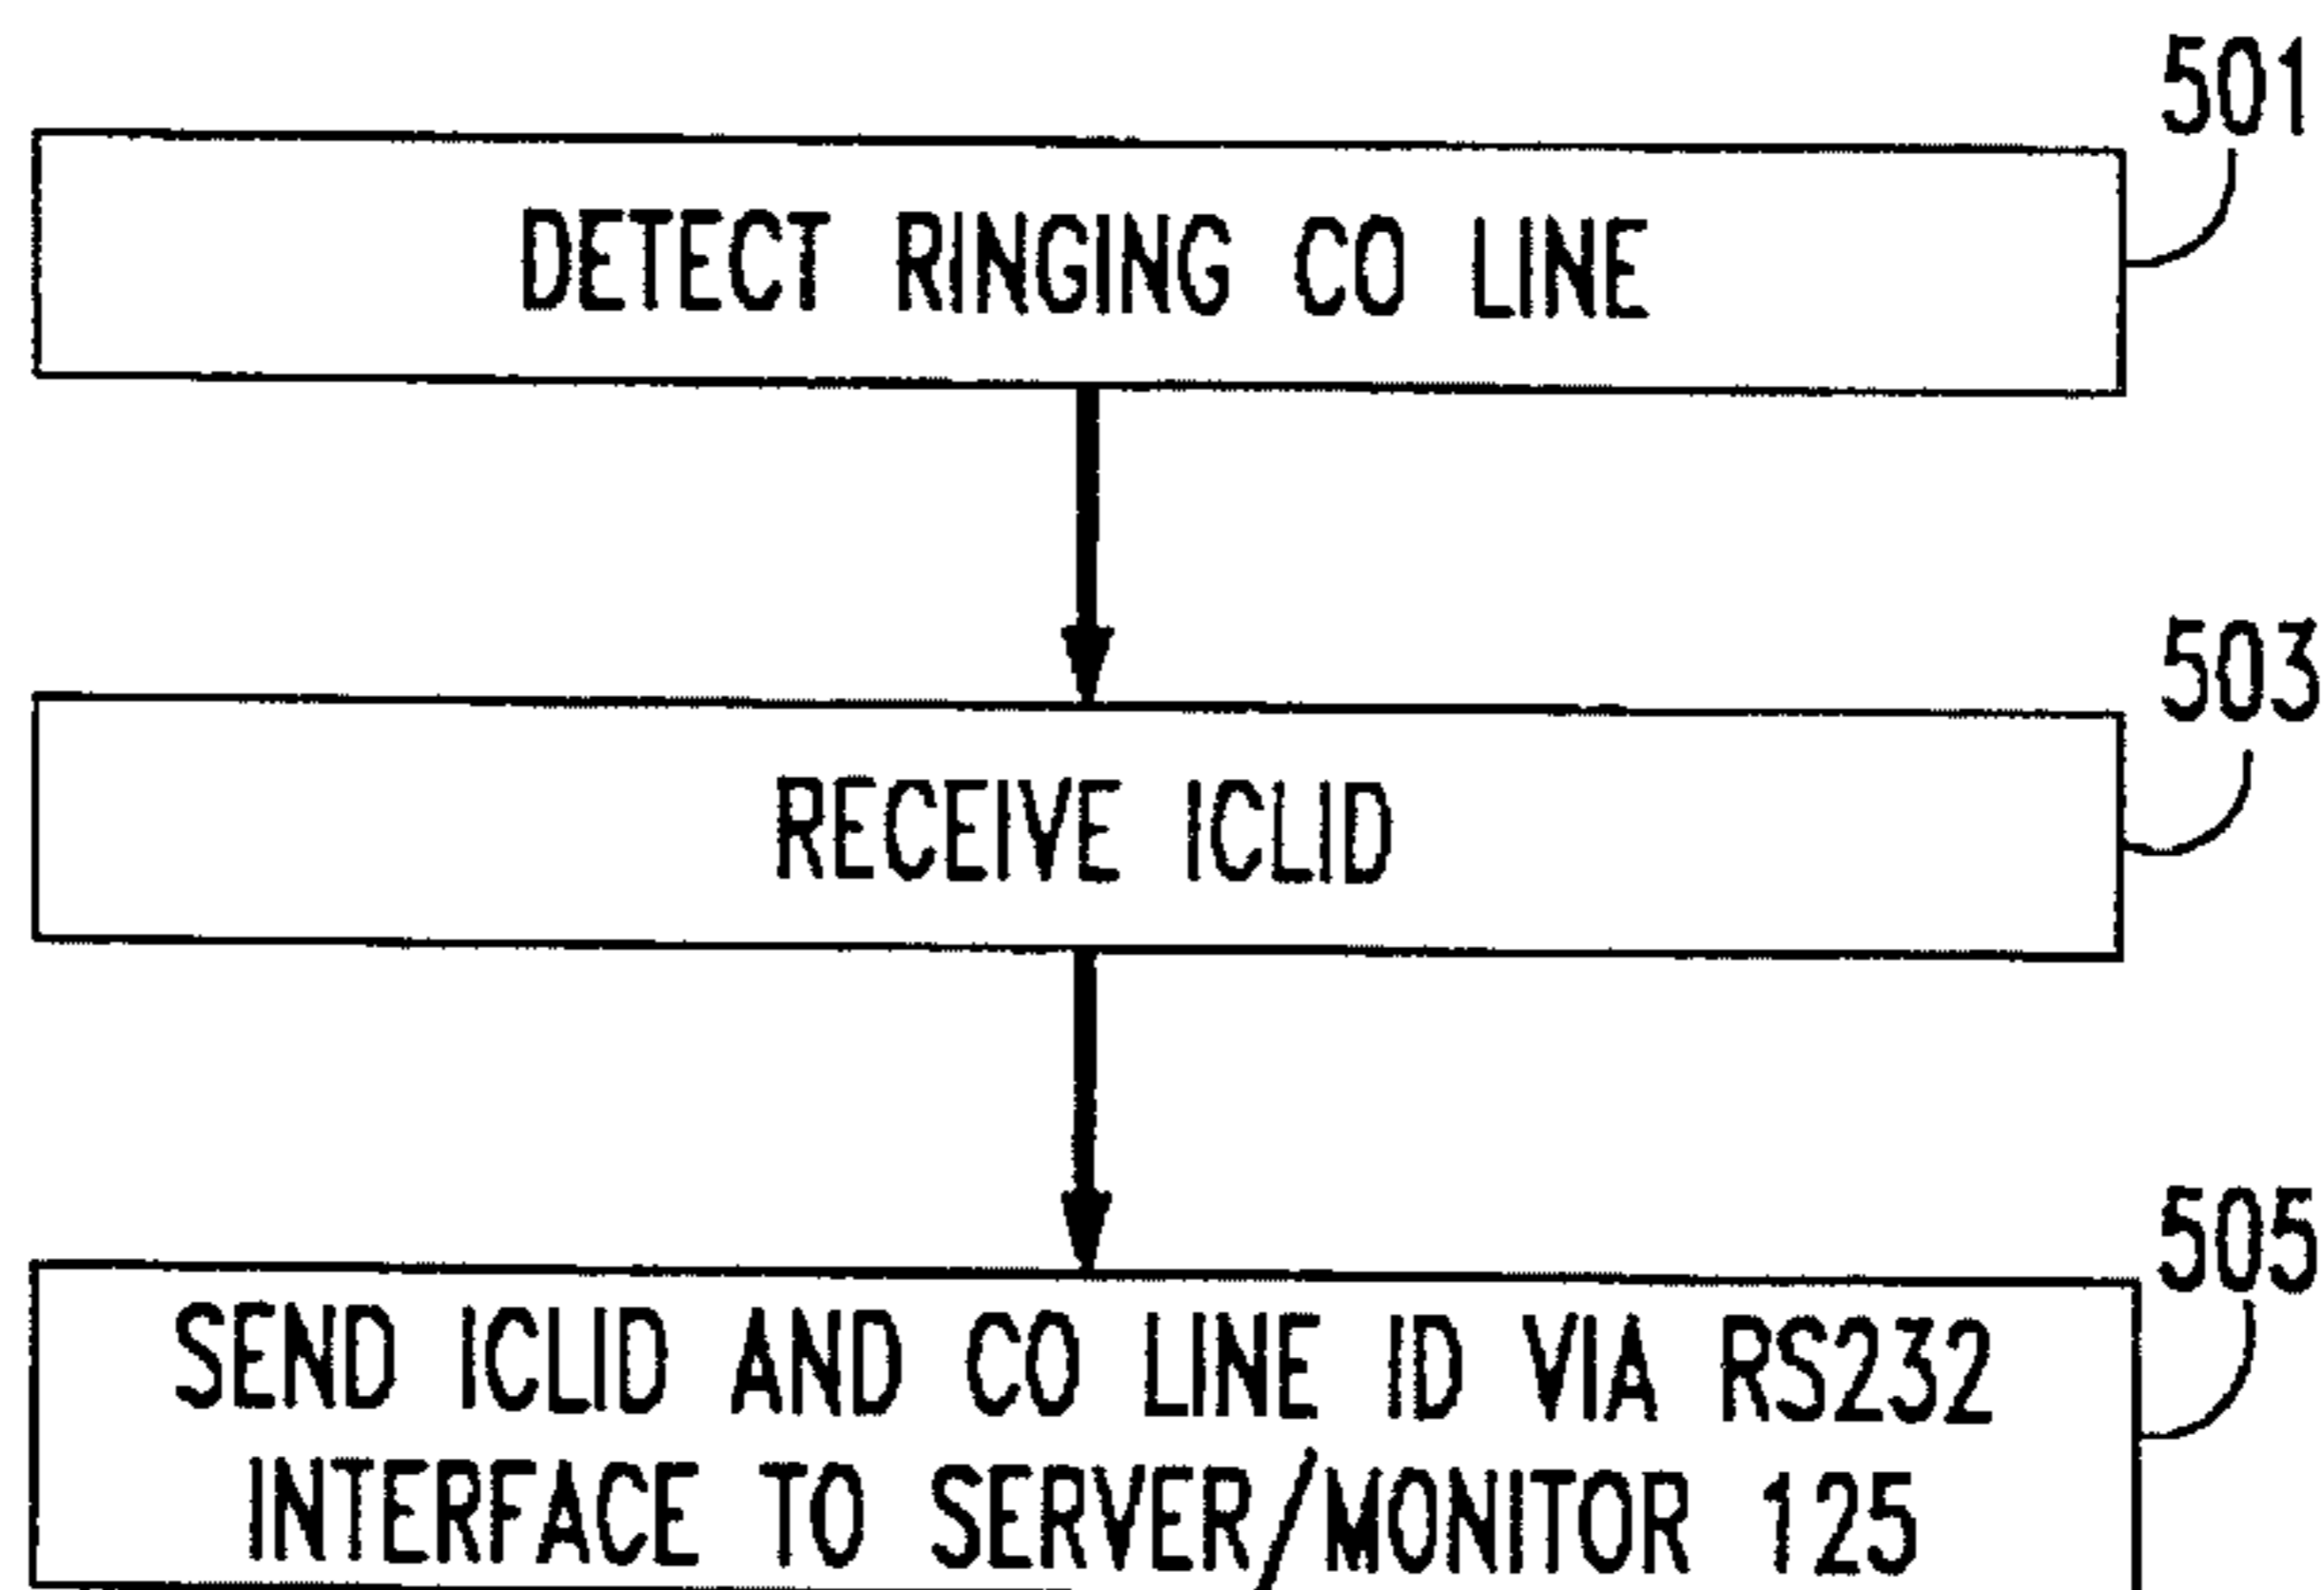 501
DETECT RINGING CO LINE
503
RECEIVE ICLID
505
SEND ICLID AND CO LINE ID VIA RS232
INTERFACE TO SERVER/MONITOR 125